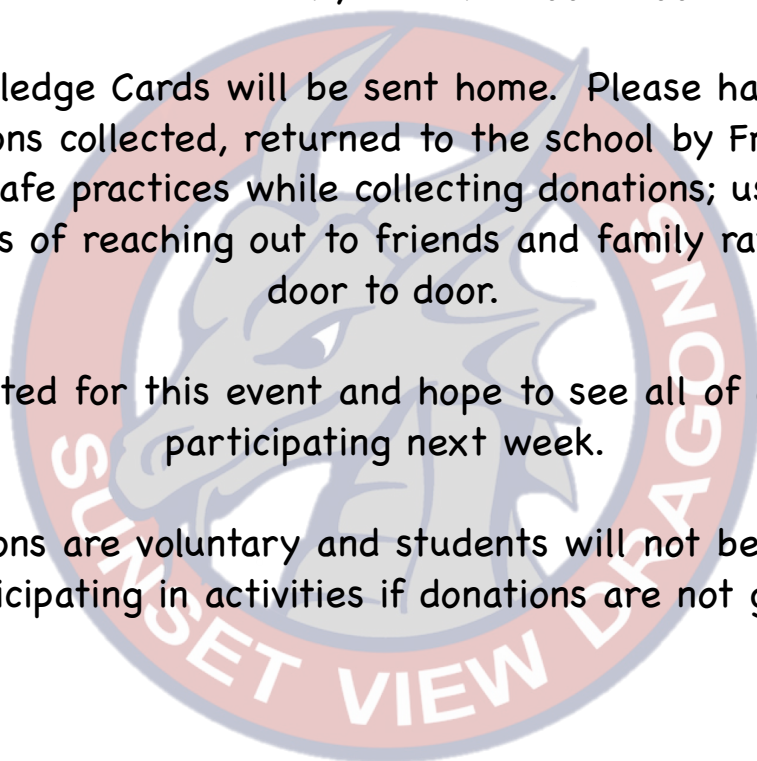 ledge Cards will be sent home. Please ha
ons collected, returned to the school by Fr
afe practices while collecting donations; us
s of reaching out to friends and family ra
door to door.
ted for this event and hope to see all of
participating next week.
ons are voluntary and students will not be
icipating in activities if donations are not g
SUNSET VIEW DRAGONS